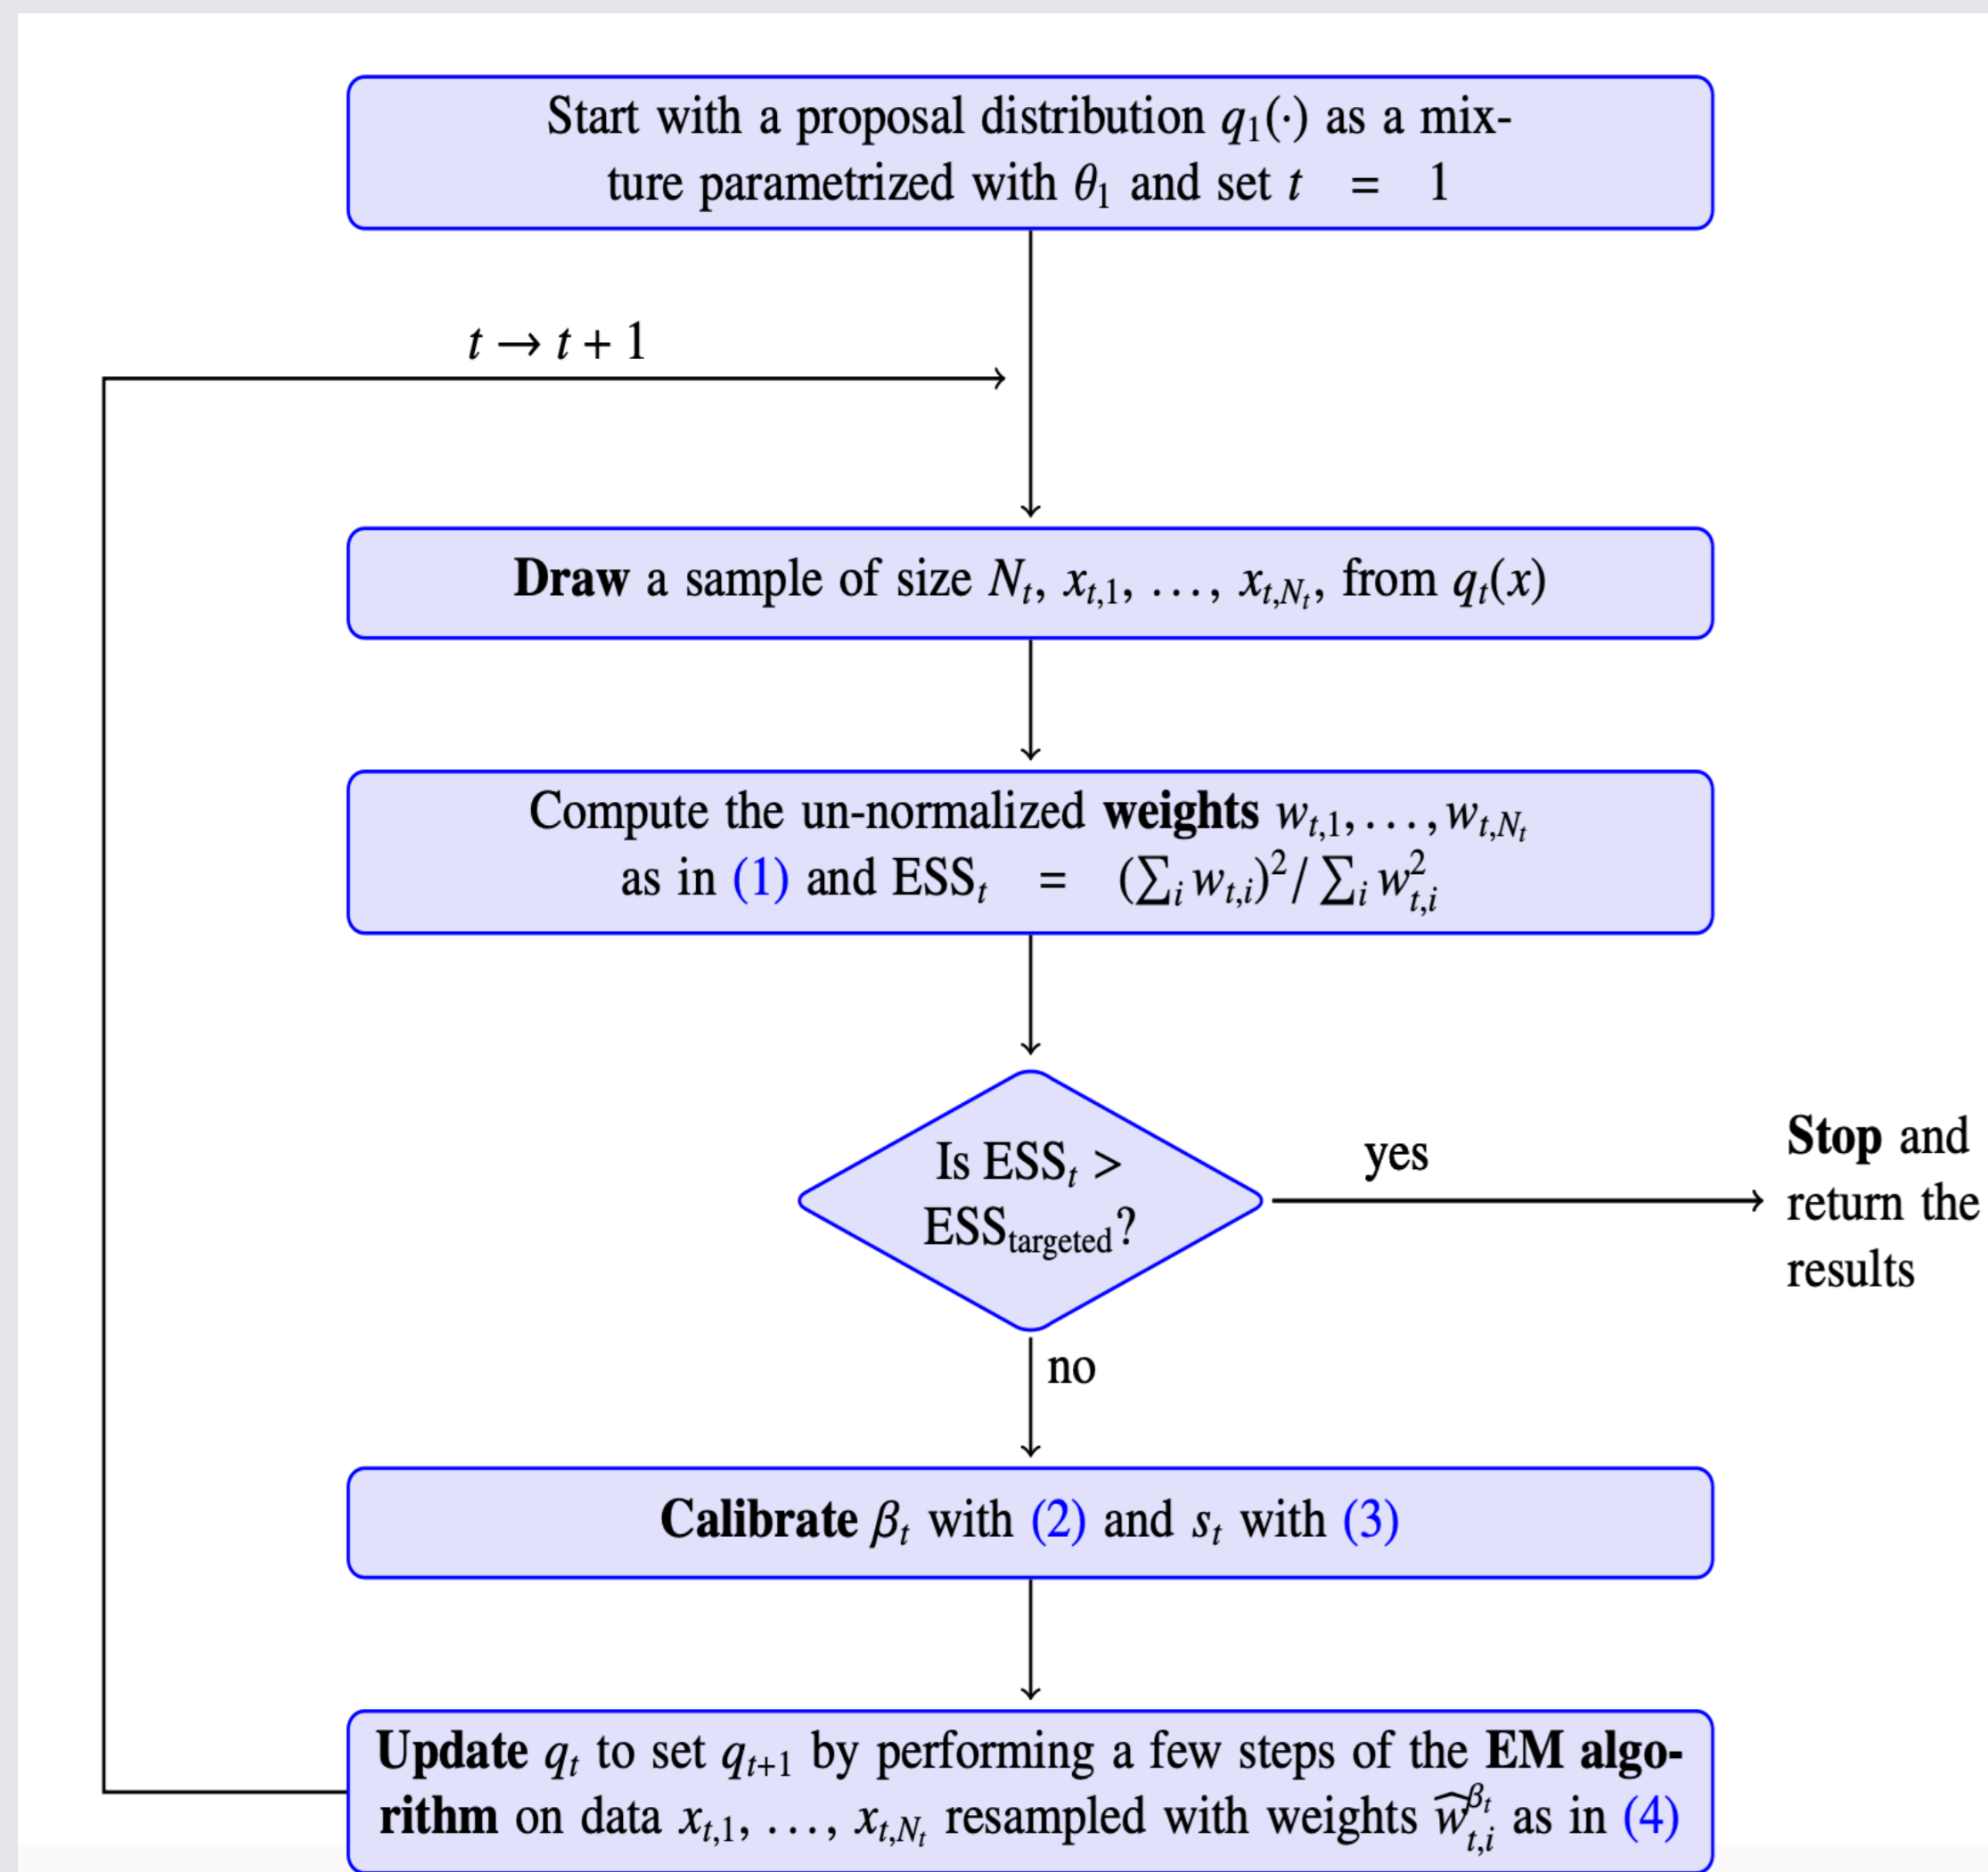 Start with a proposal distribution q₁(·) as a mix-
ture parametrized with θ₁ and set t = 1
t → t + 1
Draw a sample of size Nₜ, xₜ,₁, …, xₜ,Nₜ, from qₜ(x)
Compute the un-normalized weights wₜ,₁, …, wₜ,Nₜ
as in (1) and ESSₜ = (∑ᵢ wₜ,ᵢ)² / ∑ᵢ w²ₜ,ᵢ
Is ESSₜ >
ESS_targeted?
yes
Stop and
return the
results
no
Calibrate βₜ with (2) and sₜ with (3)
Update qₜ to set qₜ₊₁ by performing a few steps of the EM algo-
rithm on data xₜ,₁, …, xₜ,Nₜ resampled with weights ŵₜ,ᵢ^βₜ as in (4)